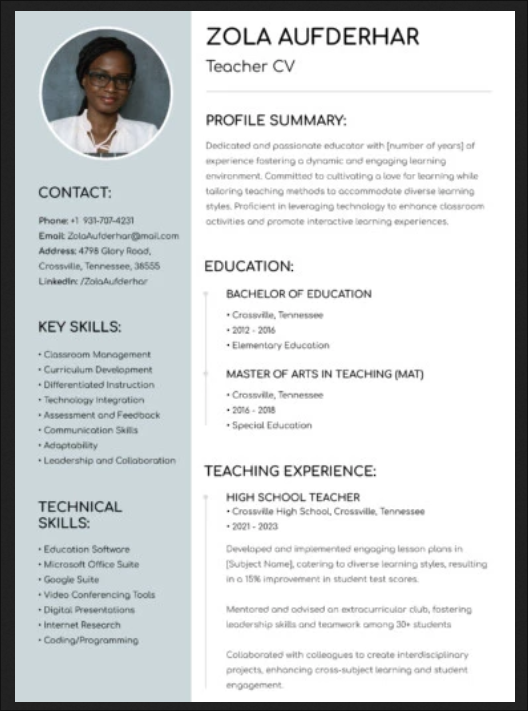 ZOLA AUFDERHAR
Teacher CV
CONTACT:
Phone: +1 931-707-4231
Email: ZolaAufderhar@mail.com
Address: 4798 Glory Road,
Crossville, Tennessee, 38555
LinkedIn: /ZolaAufderhar
KEY SKILLS:
• Classroom Management
• Curriculum Development
• Differentiated Instruction
• Technology Integration
• Assessment and Feedback
• Communication Skills
• Adaptability
• Leadership and Collaboration
TECHNICAL
SKILLS:
• Education Software
• Microsoft Office Suite
• Google Suite
• Video Conferencing Tools
• Digital Presentations
• Internet Research
• Coding/Programming
PROFILE SUMMARY:
Dedicated and passionate educator with [number of years] of
experience fostering a dynamic and engaging learning
environment. Committed to cultivating a love for learning while
tailoring teaching methods to accommodate diverse learning
styles. Proficient in leveraging technology to enhance classroom
activities and promote interactive learning experiences.
EDUCATION:
BACHELOR OF EDUCATION
• Crossville, Tennessee
• 2012 - 2016
• Elementary Education
MASTER OF ARTS IN TEACHING (MAT)
• Crossville, Tennessee
• 2016 - 2018
• Special Education
TEACHING EXPERIENCE:
HIGH SCHOOL TEACHER
• Crossville High School, Crossville, Tennessee
• 2021 - 2023
Developed and implemented engaging lesson plans in
[Subject Name], catering to diverse learning styles, resulting
in a 15% improvement in student test scores.
Mentored and advised an extracurricular club, fostering
leadership skills and teamwork among 30+ students
Collaborated with colleagues to create interdisciplinary
projects, enhancing cross-subject learning and student
engagement.